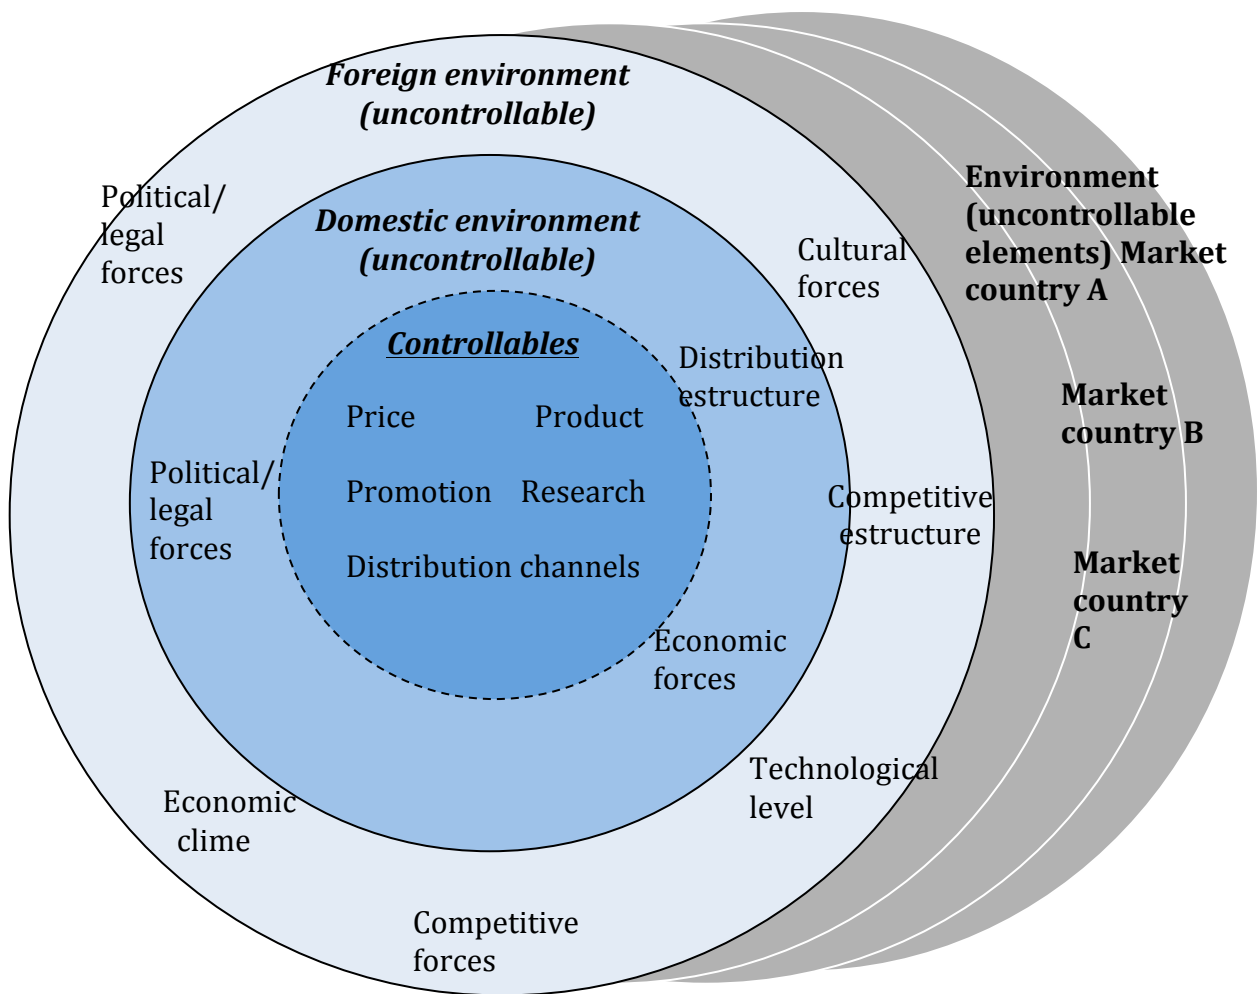 Foreign environment
(uncontrollable)
Political/
legal
forces
Domestic environment
(uncontrollable)
Cultural
forces
Environment
(uncontrollable
elements) Market
country A
Controllables
Distribution
estructure
Price Product
Market
country B
Political/
legal
forces
Promotion Research
Competitive
estructure
Distribution channels
Market
country
C
Economic
forces
Technological
level
Economic
clime
Competitive
forces